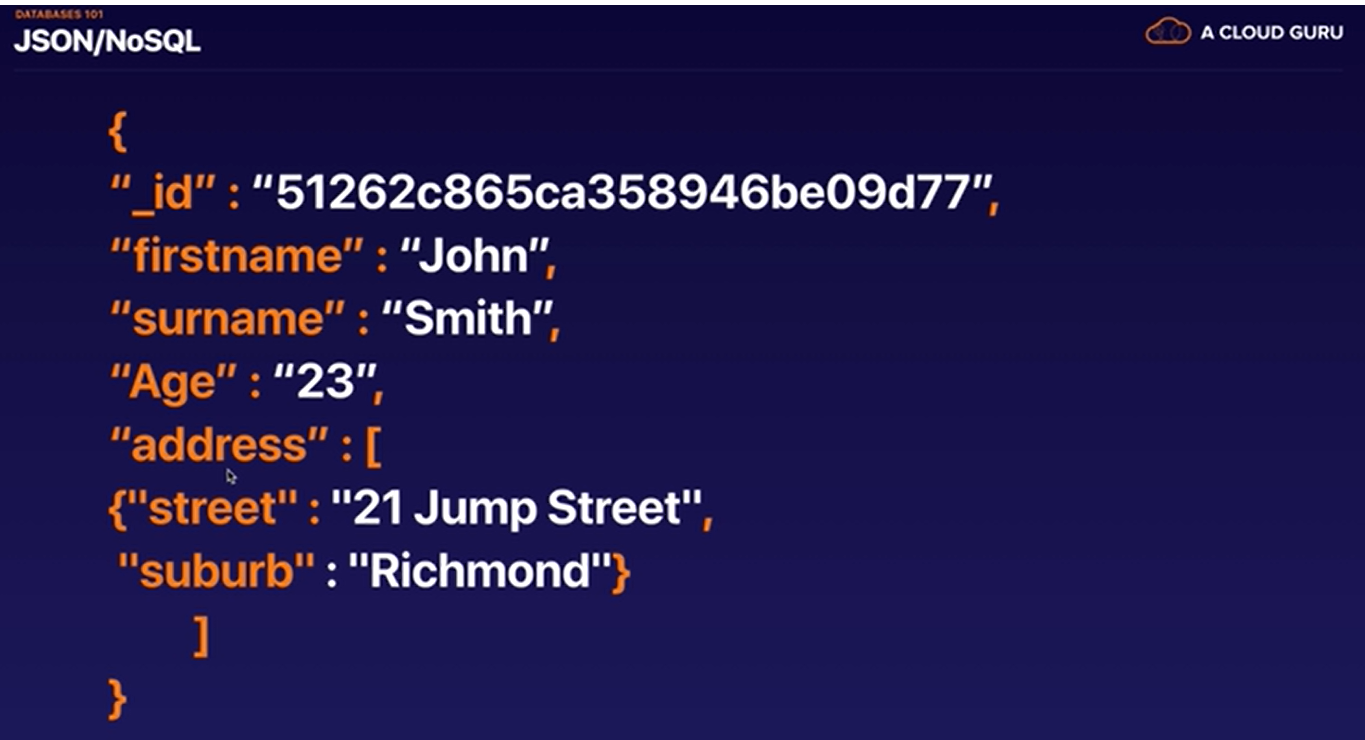 DATABASES 101
JSON/NoSQL
A CLOUD GURU
{
“_id” : “51262c865ca358946be09d77”,
“firstname” : “John”,
“surname” : “Smith”,
“Age” : “23”,
“address” : [
{"street" : "21 Jump Street",
"suburb" : "Richmond"}
]
}